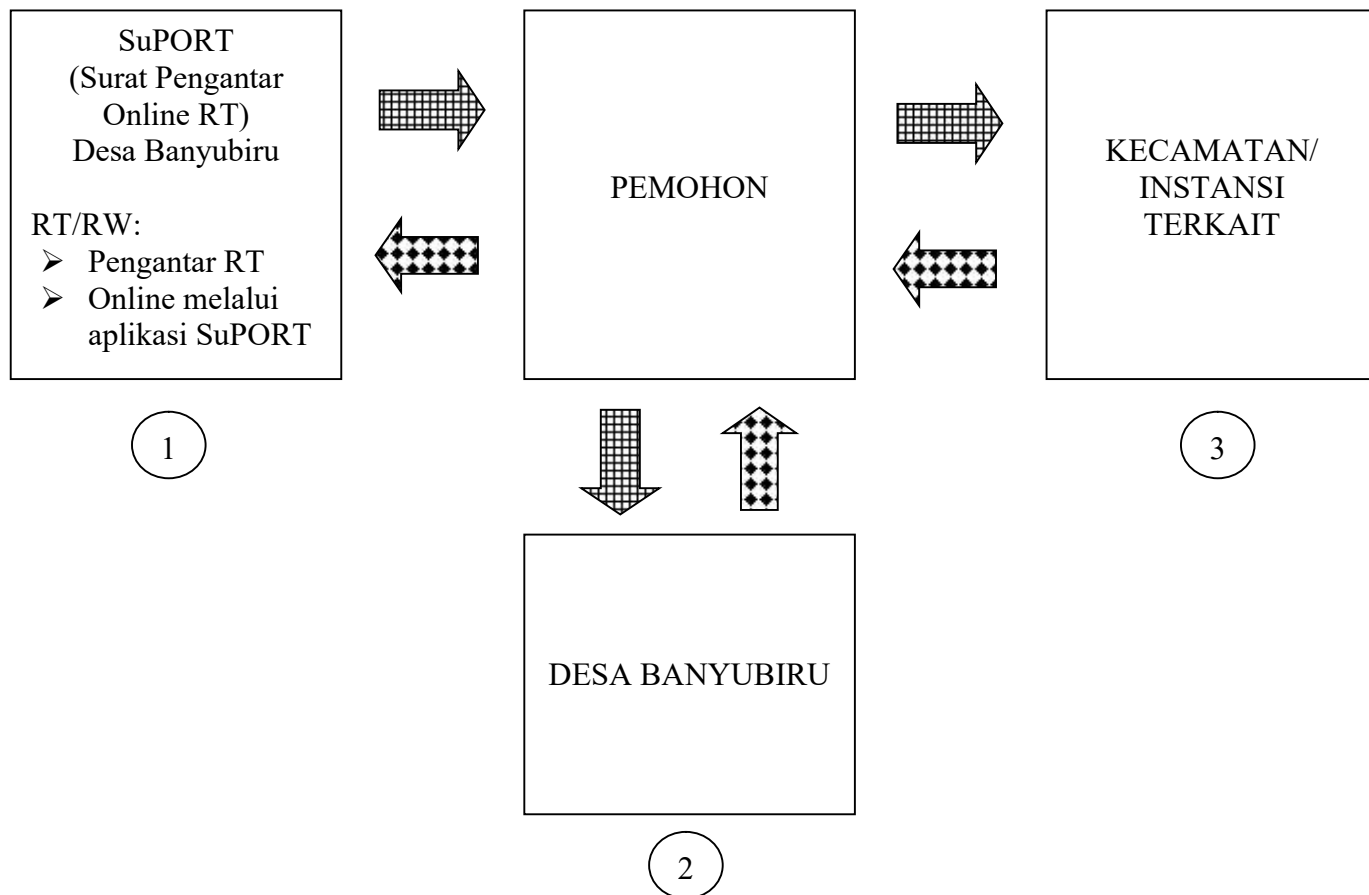 SuPORT
(Surat Pengantar
Online RT)
Desa Banyubiru
RT/RW:
➢ Pengantar RT
➢ Online melalui
aplikasi SuPORT
1
PEMOHON
KECAMATAN/
INSTANSI
TERKAIT
3
DESA BANYUBIRU
2